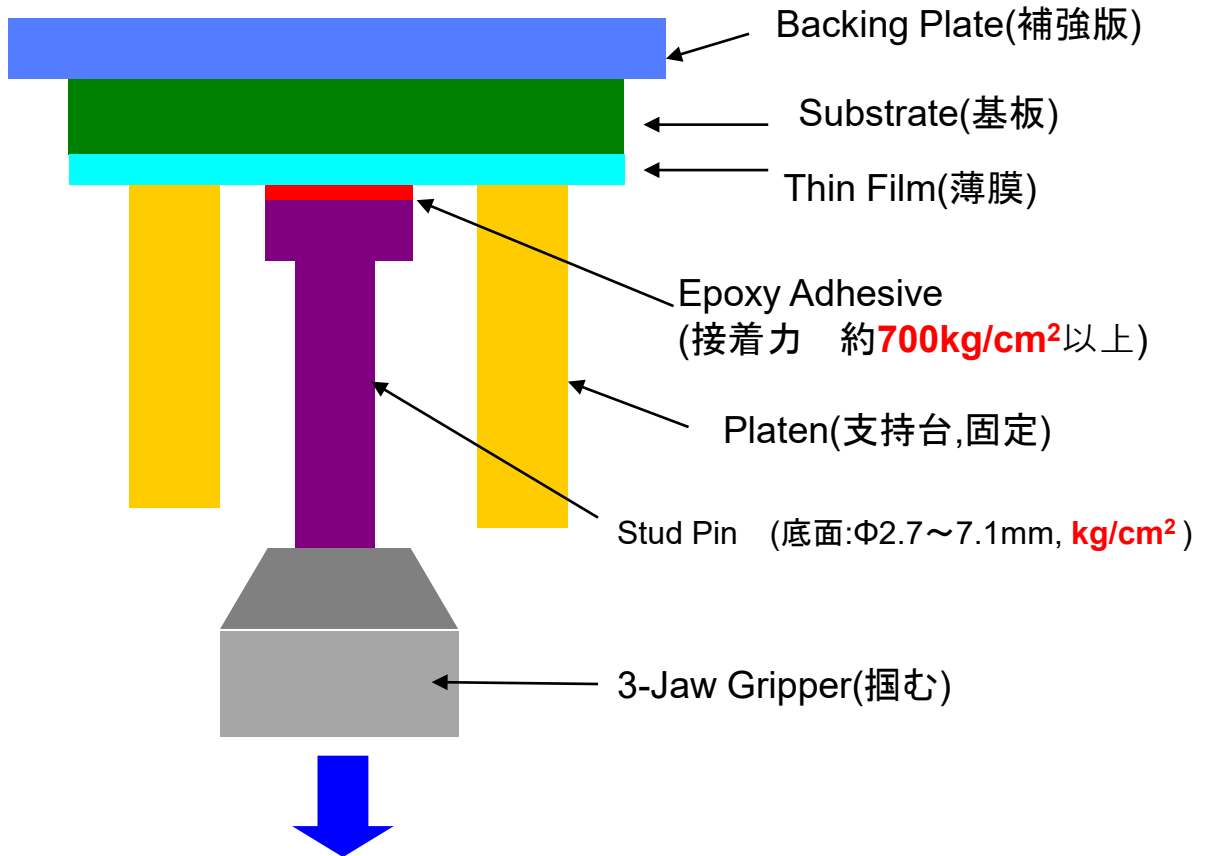 Backing Plate(補強版)
Substrate(基板)
Thin Film(薄膜)
Epoxy Adhesive
(接着力　約700kg/cm²以上)
Platen(支持台,固定)
Stud Pin　(底面:Φ2.7～7.1mm, kg/cm² )
3-Jaw Gripper(掴む)